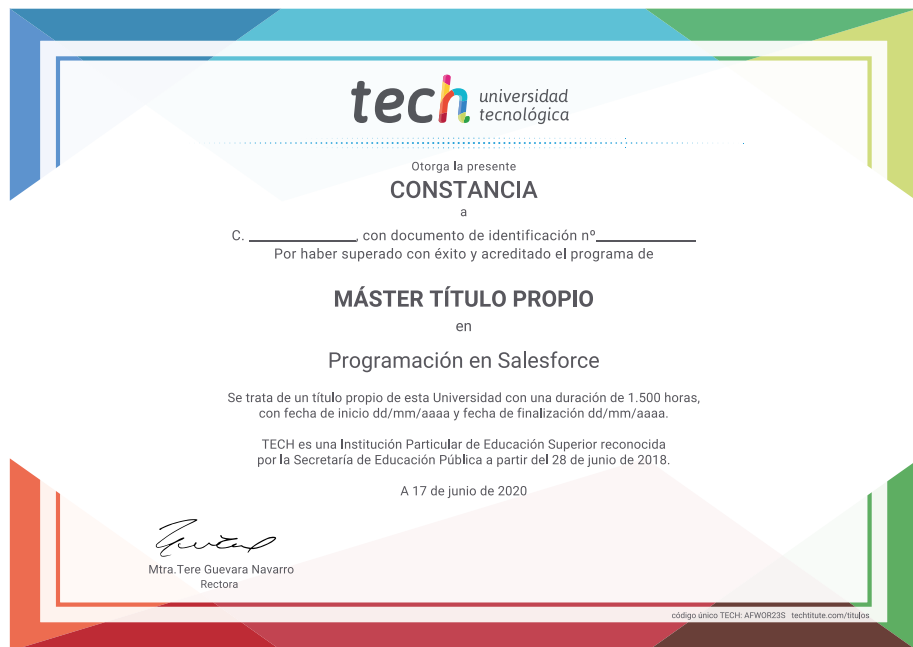 tech universidad
tecnológica
Otorga la presente
CONSTANCIA
a
C. ____________, con documento de identificación nº____________
Por haber superado con éxito y acreditado el programa de
MÁSTER TÍTULO PROPIO
en
Programación en Salesforce
Se trata de un título propio de esta Universidad con una duración de 1.500 horas,
con fecha de inicio dd/mm/aaaa y fecha de finalización dd/mm/aaaa.
TECH es una Institución Particular de Educación Superior reconocida
por la Secretaría de Educación Pública a partir del 28 de junio de 2018.
A 17 de junio de 2020
Mtra.Tere Guevara Navarro
Rectora
código único TECH: AFWOR23S techtitute.com/titulos